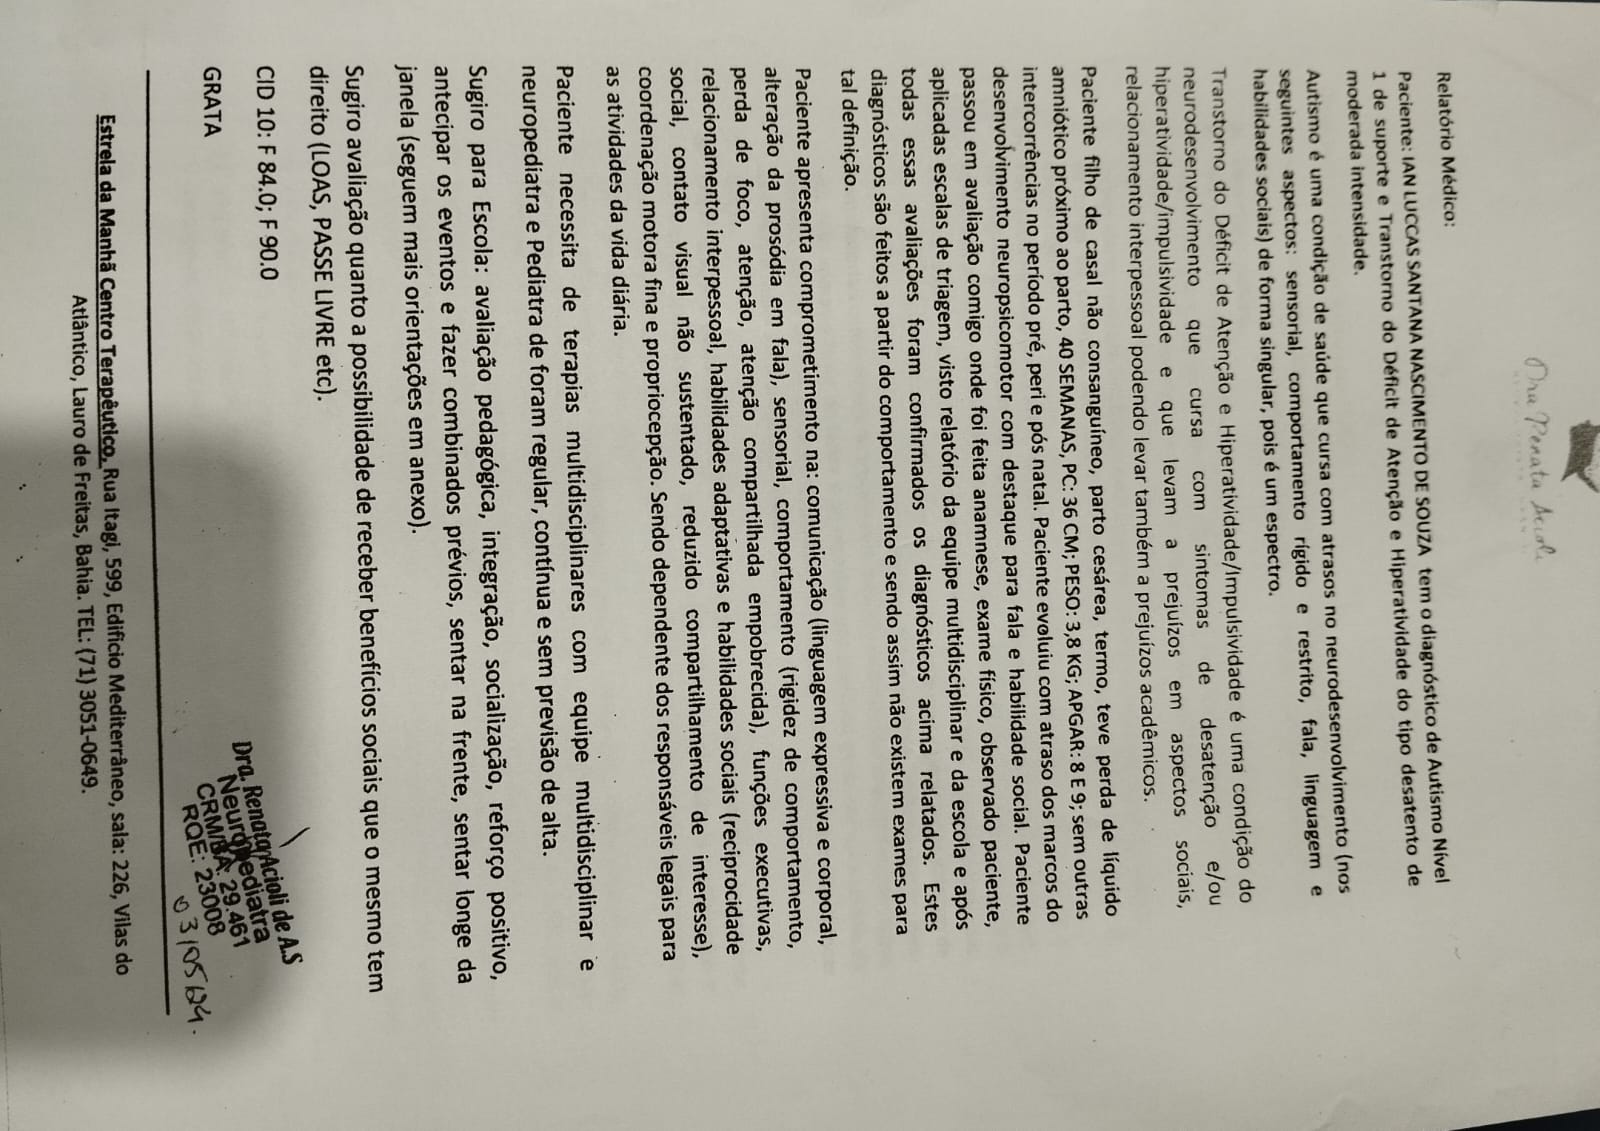 Dra Renata Acioli
Relatório Médico:
Paciente: IAN LUCCAS SANTANA NASCIMENTO DE SOUZA tem o diagnóstico de Autismo Nível
1 de suporte e Transtorno do Déficit de Atenção e Hiperatividade do tipo desatento de
moderada intensidade.
Autismo é uma condição de saúde que cursa com atrasos no neurodesenvolvimento (nos
seguintes aspectos: sensorial, comportamento rígido e restrito, fala, linguagem e
habilidades sociais) de forma singular, pois é um espectro.
Transtorno do Déficit de Atenção e Hiperatividade/Impulsividade é uma condição do
neurodesenvolvimento que cursa com sintomas de desatenção e/ou
hiperatividade/impulsividade e que levam a prejuízos em aspectos sociais,
relacionamento interpessoal podendo levar também a prejuízos acadêmicos.
Paciente filho de casal não consanguíneo, parto cesárea, termo, teve perda de líquido
amniótico próximo ao parto, 40 SEMANAS, PC: 36 CM; PESO: 3,8 KG; APGAR: 8 E 9; sem outras
intercorrências no período pré, peri e pós natal. Paciente evoluiu com atraso dos marcos do
desenvolvimento neuropsicomotor com destaque para fala e habilidade social. Paciente
passou em avaliação comigo onde foi feita anamnese, exame físico, observado paciente,
aplicadas escalas de triagem, visto relatório da equipe multidisciplinar e da escola e após
todas essas avaliações foram confirmados os diagnósticos acima relatados. Estes
diagnósticos são feitos a partir do comportamento e sendo assim não existem exames para
tal definição.
Paciente apresenta comprometimento na: comunicação (linguagem expressiva e corporal,
alteração da prosódia em fala), sensorial, comportamento (rigidez de comportamento,
perda de foco, atenção, atenção compartilhada empobrecida), funções executivas,
relacionamento interpessoal, habilidades adaptativas e habilidades sociais (reciprocidade
social, contato visual não sustentado, reduzido compartilhamento de interesse),
coordenação motora fina e propriocepção. Sendo dependente dos responsáveis legais para
as atividades da vida diária.
Paciente necessita de terapias multidisciplinares com equipe multidisciplinar e
neuropediatra e Pediatra de foram regular, contínua e sem previsão de alta.
Sugiro para Escola: avaliação pedagógica, integração, socialização, reforço positivo,
antecipar os eventos e fazer combinados prévios, sentar na frente, sentar longe da
janela (seguem mais orientações em anexo).
Sugiro avaliação quanto a possibilidade de receber benefícios sociais que o mesmo tem
direito (LOAS, PASSE LIVRE etc).
CID 10: F 84.0; F 90.0
GRATA
Dra. Renata Acioli de A.S
Neuropediatra
CRM/BA: 29.461
RQE: 23008
03/05/24.
Estrela da Manhã Centro Terapêutico, Rua Itagi, 599, Edifício Mediterrâneo, sala: 226, Vilas do
Atlântico, Lauro de Freitas, Bahia. TEL: (71) 3051-0649.